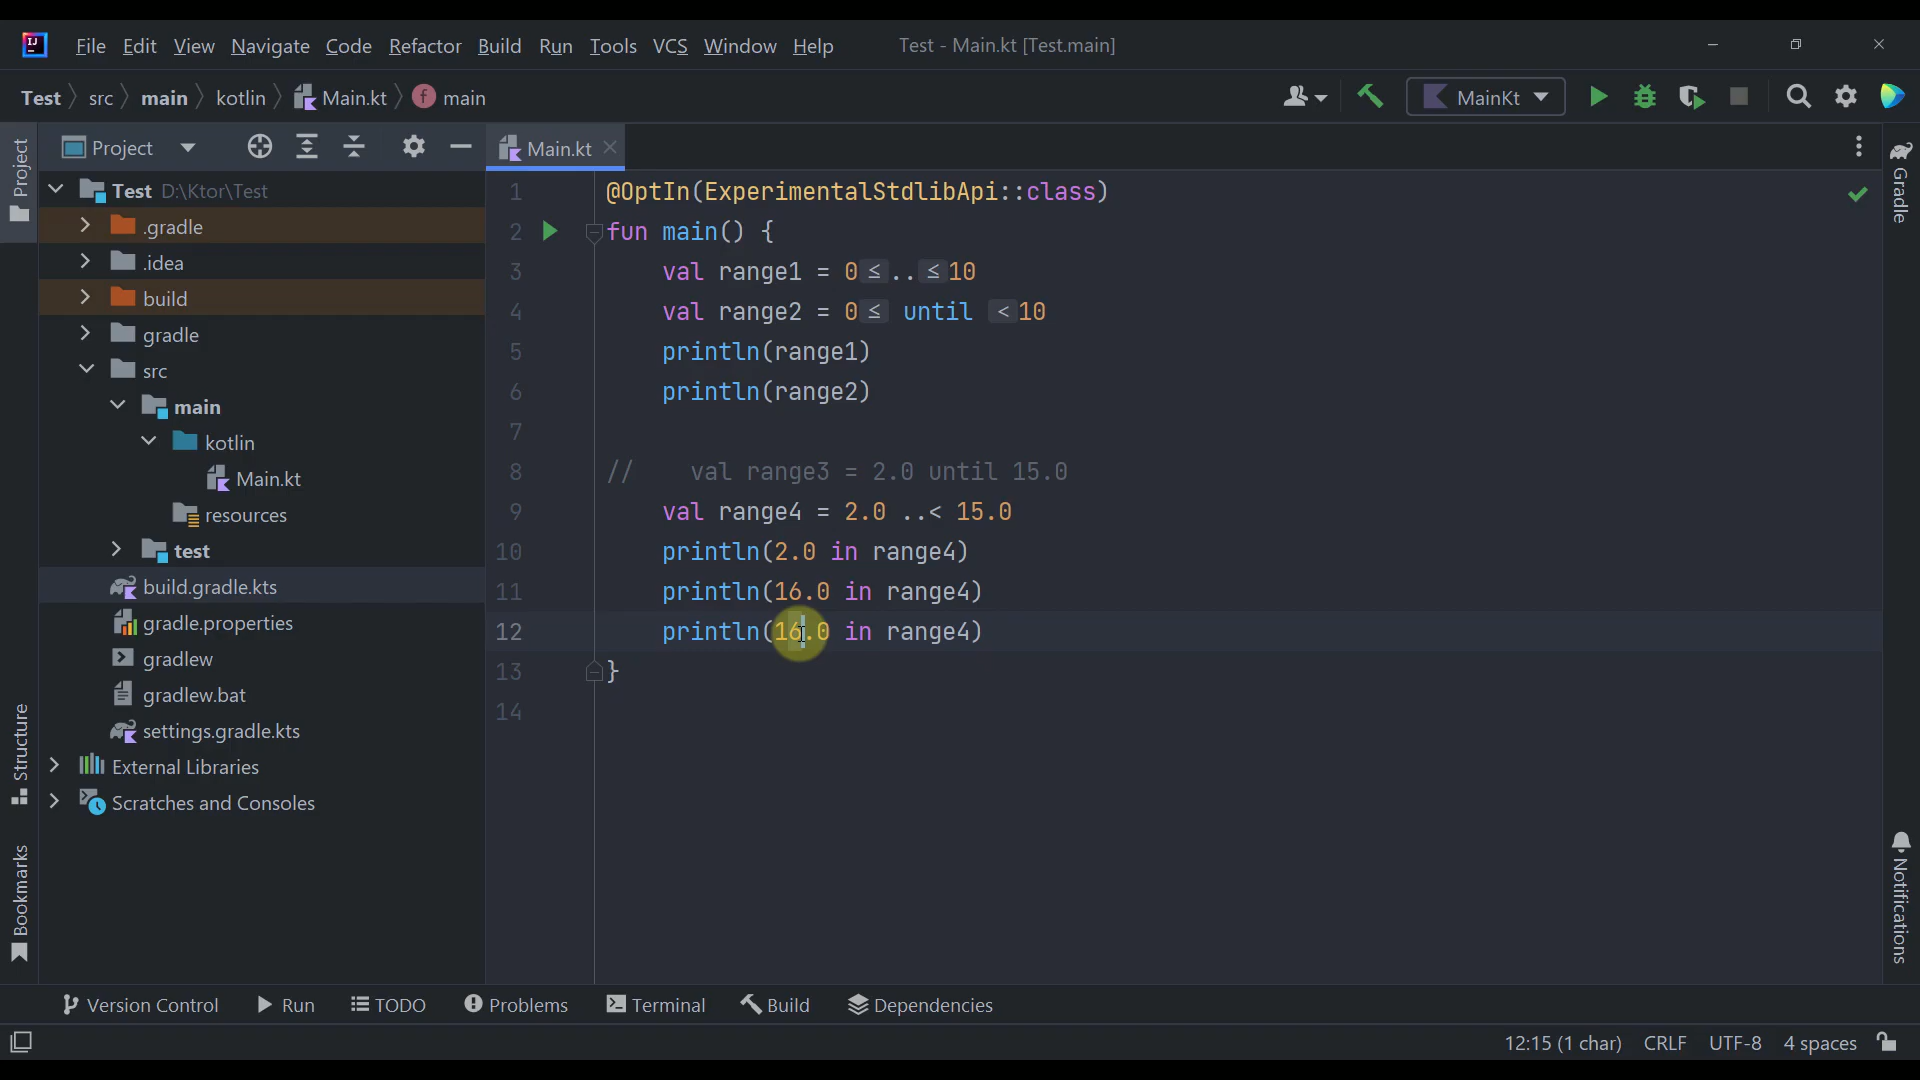 File Edit View Navigate Code Refactor Build Run Tools VCS Window Help Test - Main.kt [Test.main]
Test src main kotlin Main.kt main MainKt
Project
Main.kt
Project
Test D:\Ktor\Test
.gradle
.idea
build
gradle
src
main
kotlin
Main.kt
resources
test
build.gradle.kts
gradle.properties
gradlew
gradlew.bat
settings.gradle.kts
External Libraries
Scratches and Consoles
Structure
Bookmarks
1 @OptIn(ExperimentalStdlibApi::class)
2 fun main() {
3 val range1 = 0≤..≤10
4 val range2 = 0≤ until <10
5 println(range1)
6 println(range2)
7
8 // val range3 = 2.0 until 15.0
9 val range4 = 2.0 ..< 15.0
10 println(2.0 in range4)
11 println(16.0 in range4)
12 println(16.0 in range4)
13 }
14
Gradle
Notifications
Version Control Run TODO Problems Terminal Build Dependencies
12:15 (1 char) CRLF UTF-8 4 spaces